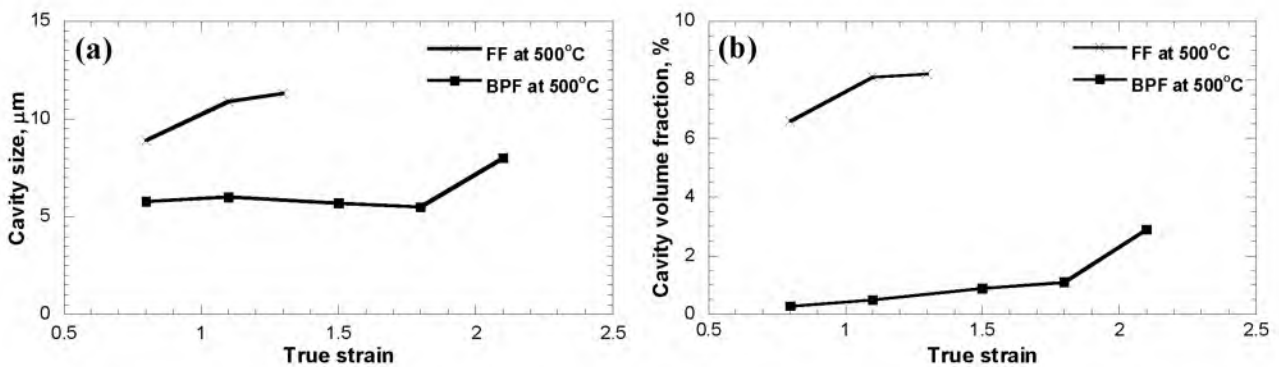 (a)
FF at 500°C
BPF at 500°C
Cavity size, μm
15
10
5
0
0.5 1 1.5 2 2.5
True strain
(b)
FF at 500°C
BPF at 500°C
Cavity volume fraction, %
10
8
6
4
2
0
0.5 1 1.5 2 2.5
True strain